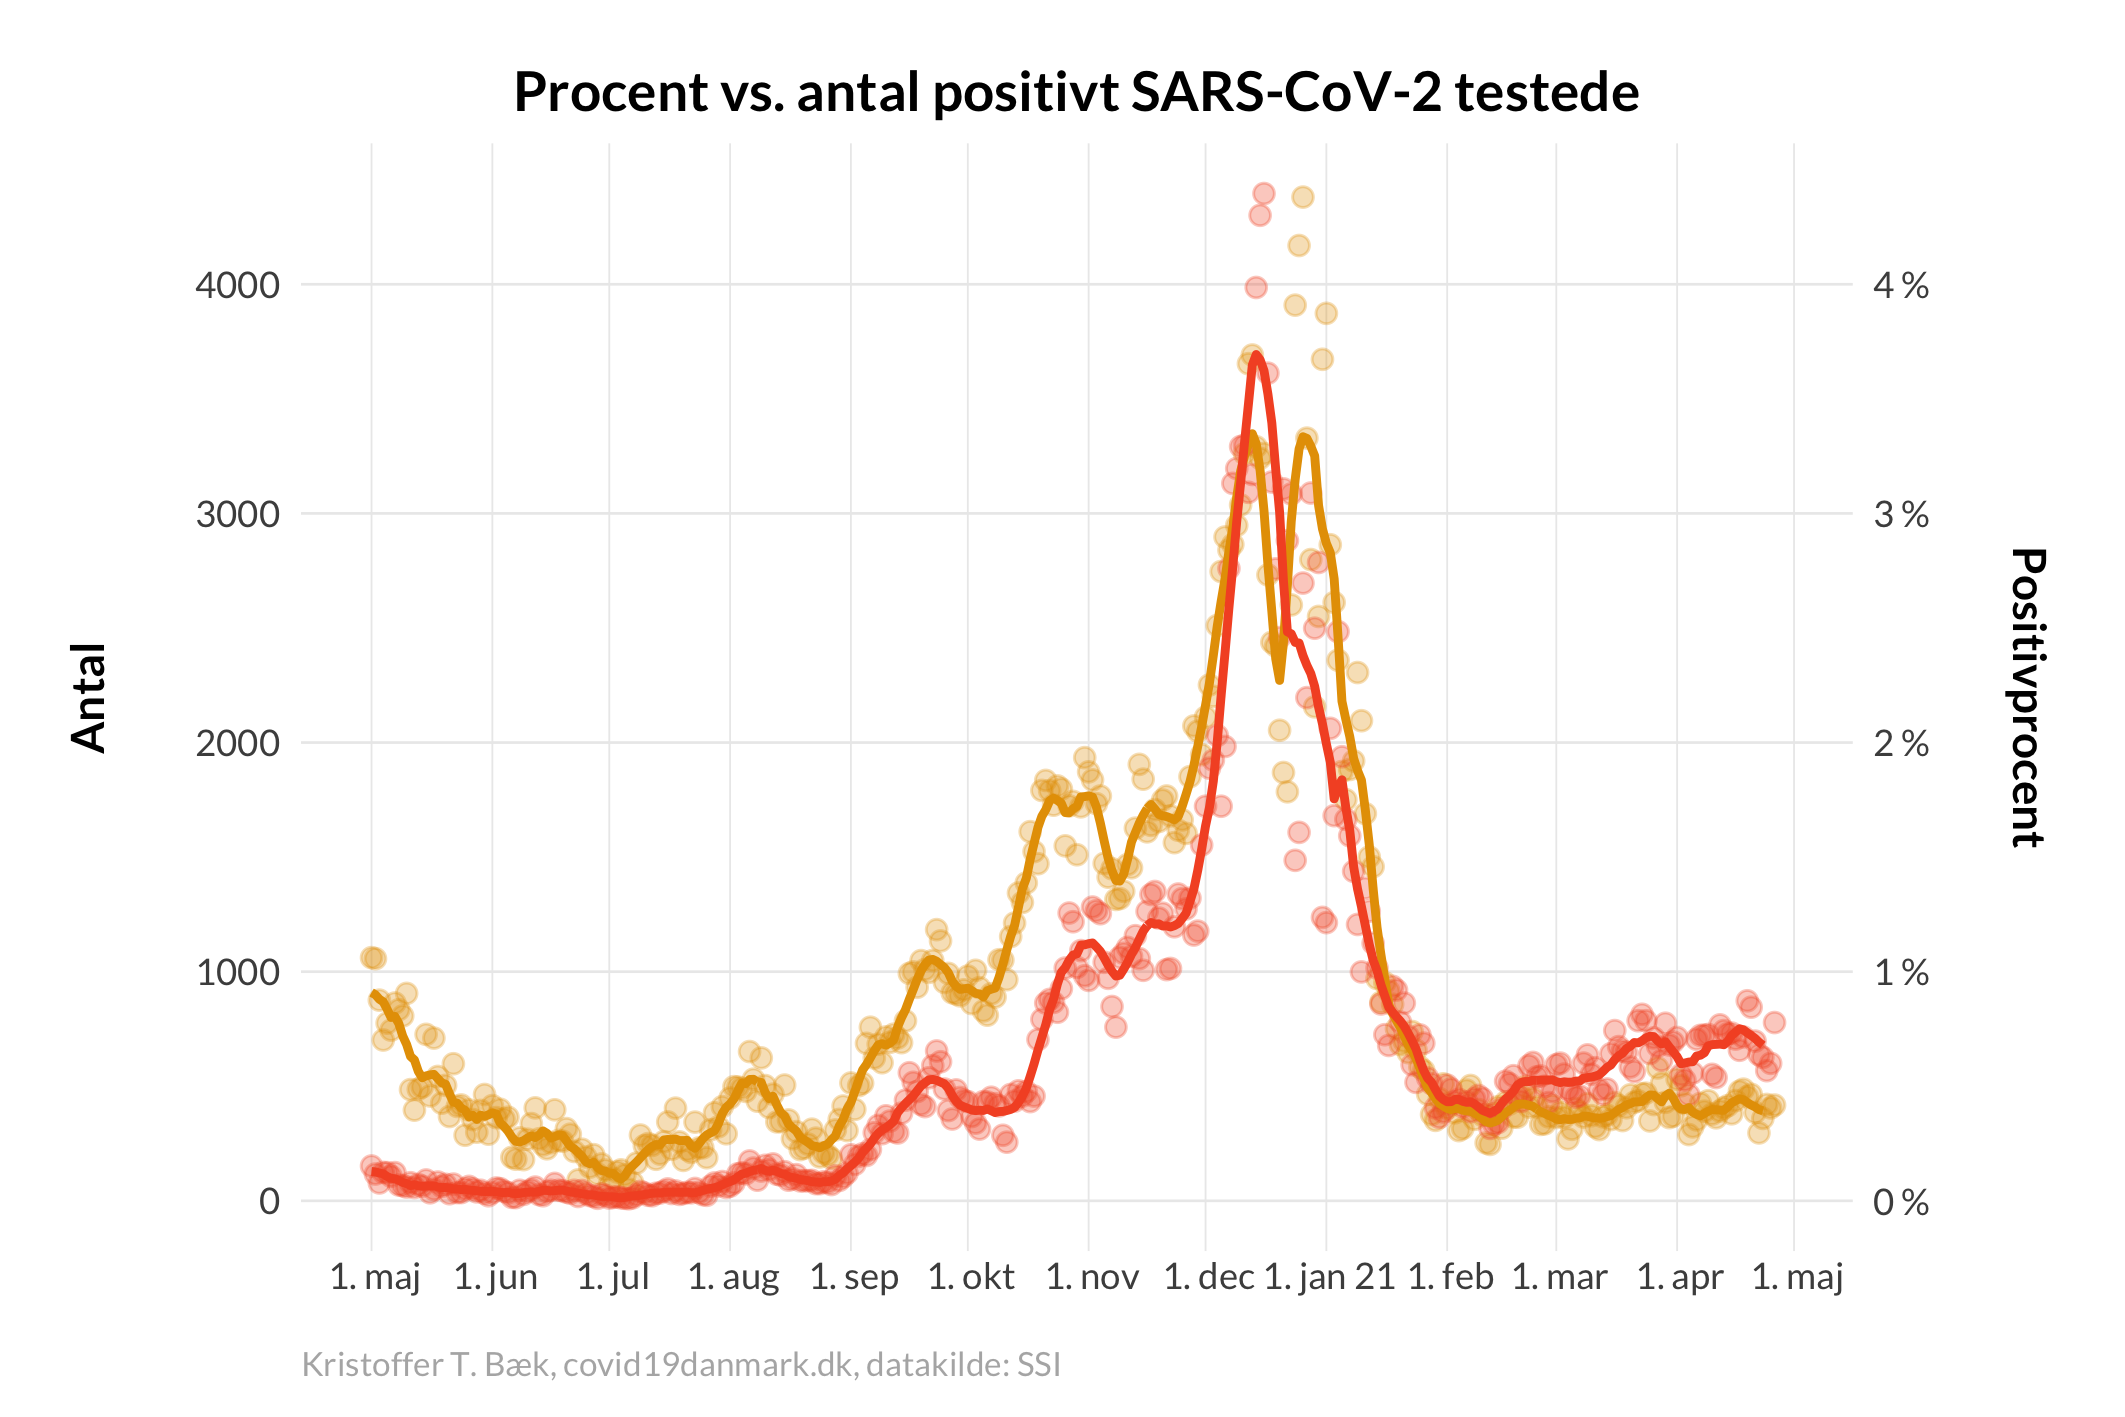 Procent vs. antal positivt SARS-CoV-2 testede
Antal
4000
3000
2000
1000
0
4 %
3 %
2 %
1 %
0 %
Positivprocent
1. maj 1. jun 1. jul 1. aug 1. sep 1. okt 1. nov 1. dec 1. jan 21 1. feb 1. mar 1. apr 1. maj
Kristoffer T. Bæk, covid19danmark.dk, datakilde: SSI